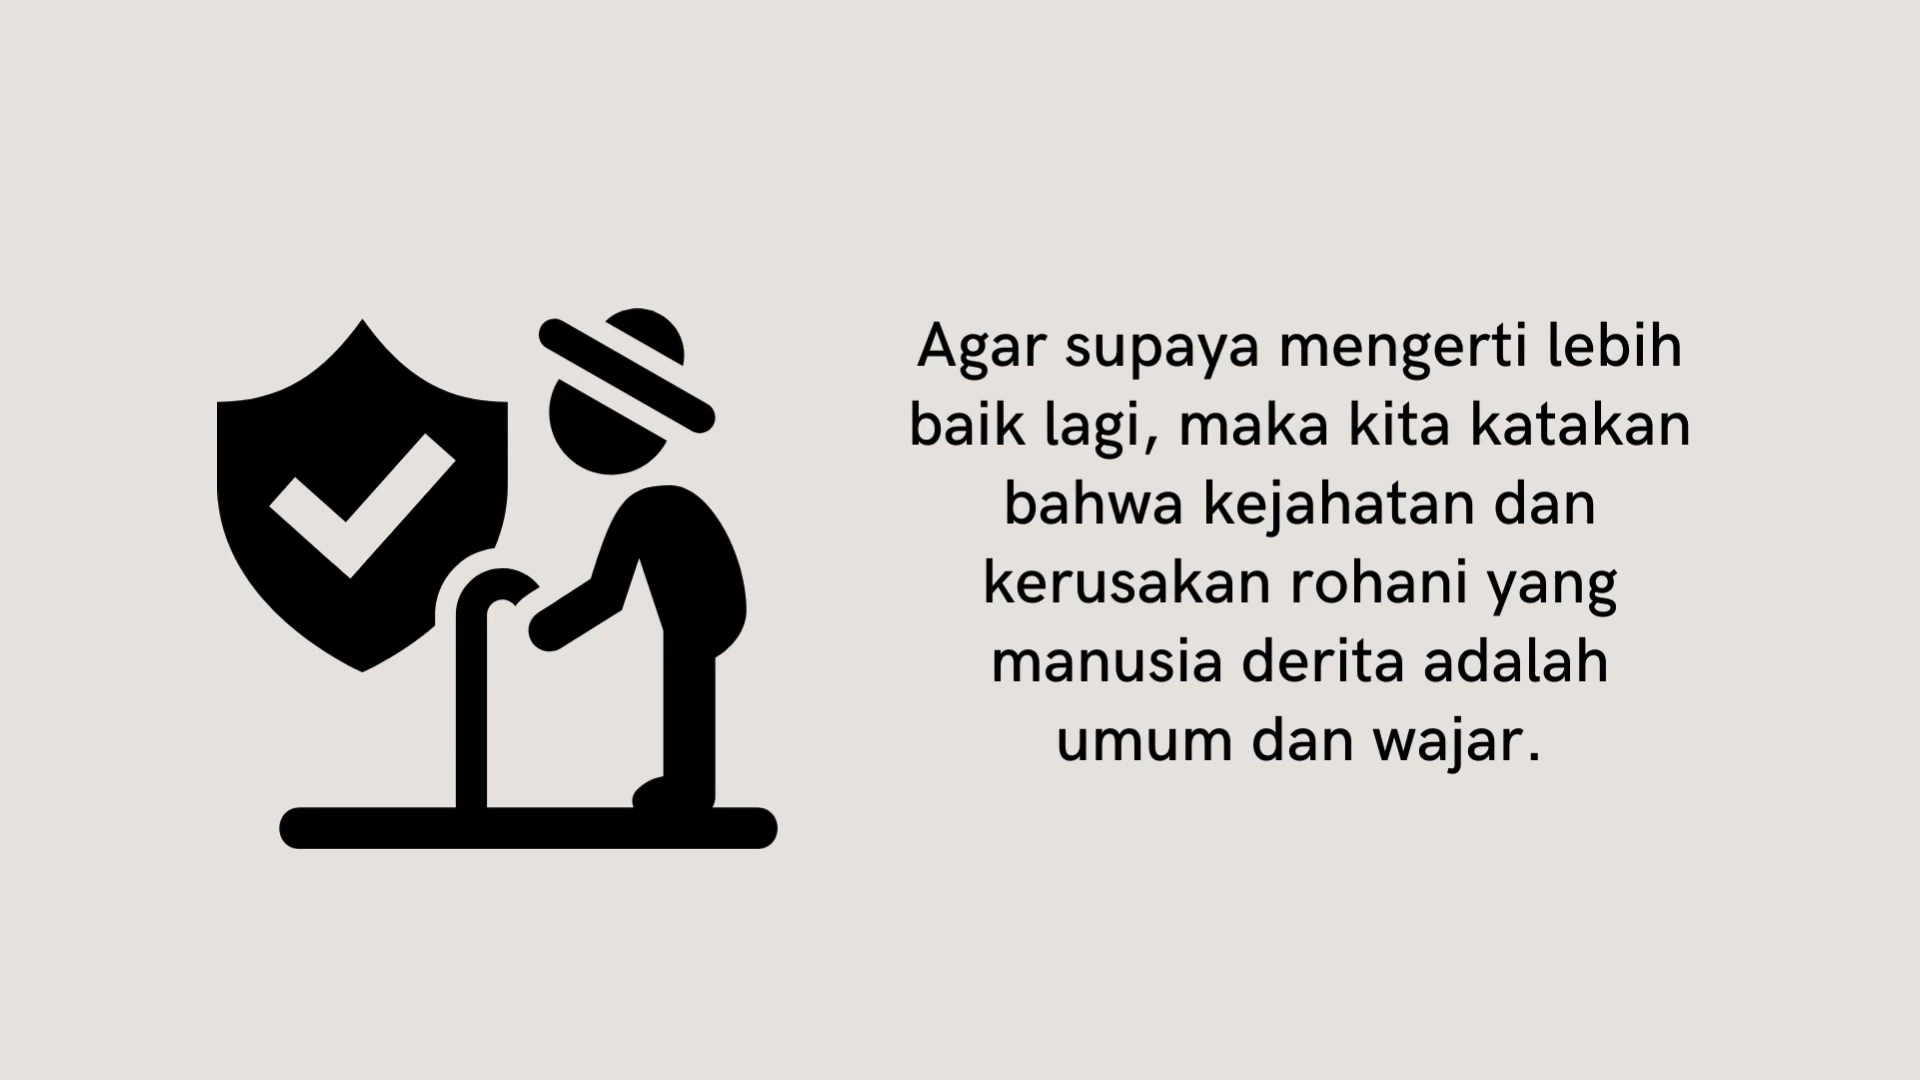 Agar supaya mengerti lebih
baik lagi, maka kita katakan
bahwa kejahatan dan
kerusakan rohani yang
manusia derita adalah
umum dan wajar.